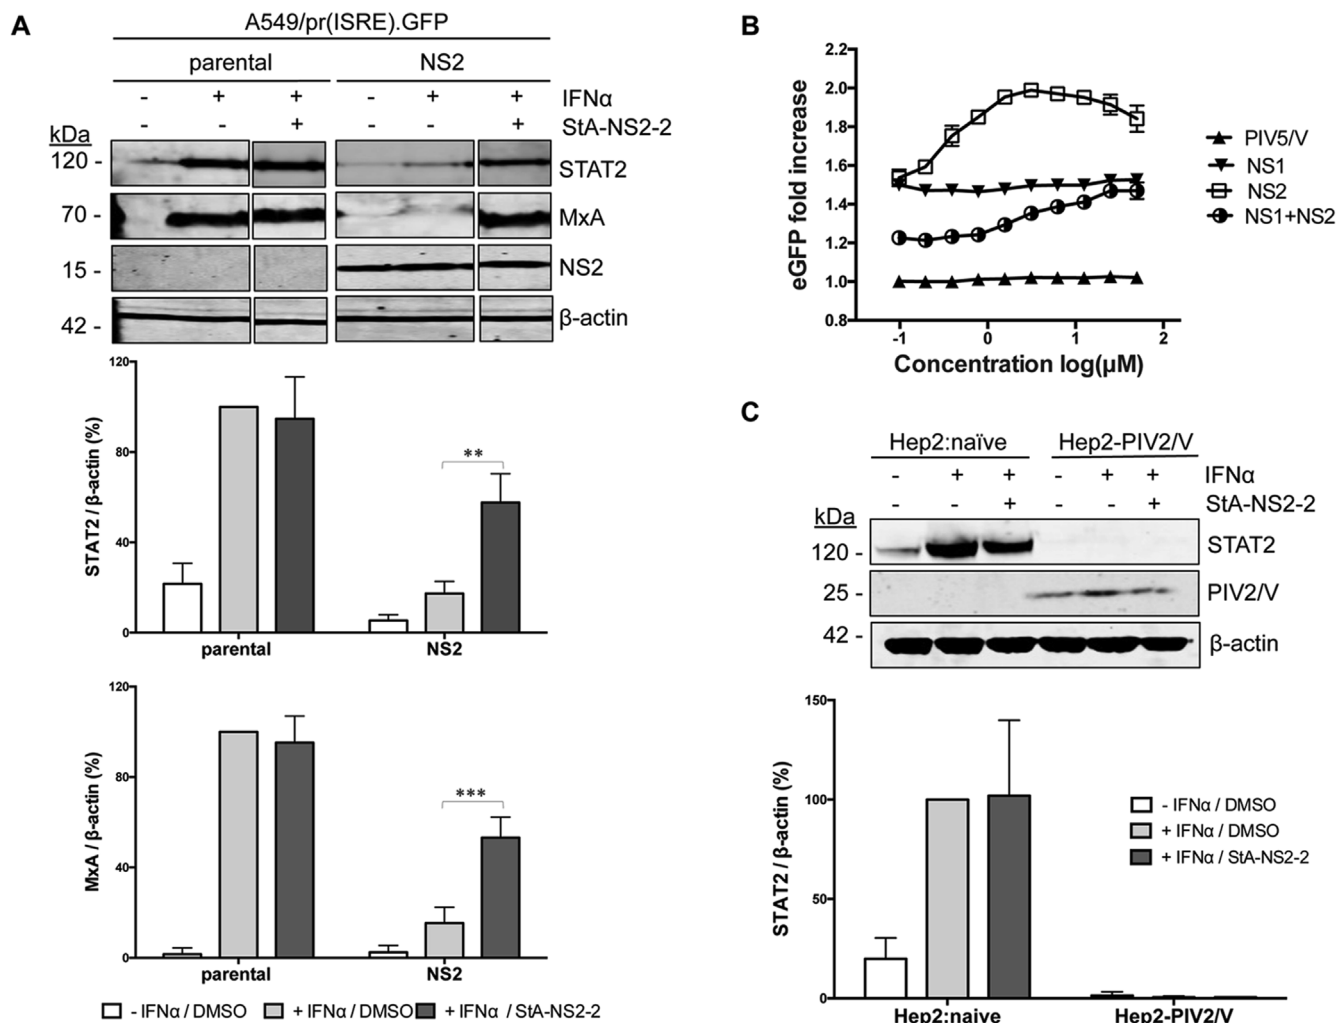 A
A549/pr(ISRE).GFP
parental NS2
- + + - + + IFNα
- - + - - + StA-NS2-2
kDa
120 - STAT2
70 - MxA
15 - NS2
42 - β-actin
STAT2 / β-actin (%)
120
80
40
0
**
parental NS2
MxA / β-actin (%)
120
80
40
0
***
parental NS2
- IFNα / DMSO + IFNα / DMSO + IFNα / StA-NS2-2
B
eGFP fold increase
2.2
2.0
1.8
1.6
1.4
1.2
1.0
0.8
-1 0 1 2
Concentration log(μM)
PIV5/V
NS1
NS2
NS1+NS2
C
Hep2:naïve Hep2-PIV2/V
- + + - + + IFNα
- - + - - + StA-NS2-2
kDa
120 - STAT2
25 - PIV2/V
42 - β-actin
STAT2 / β-actin (%)
150
100
50
0
- IFNα / DMSO
+ IFNα / DMSO
+ IFNα / StA-NS2-2
Hep2:naive Hep2-PIV2/V